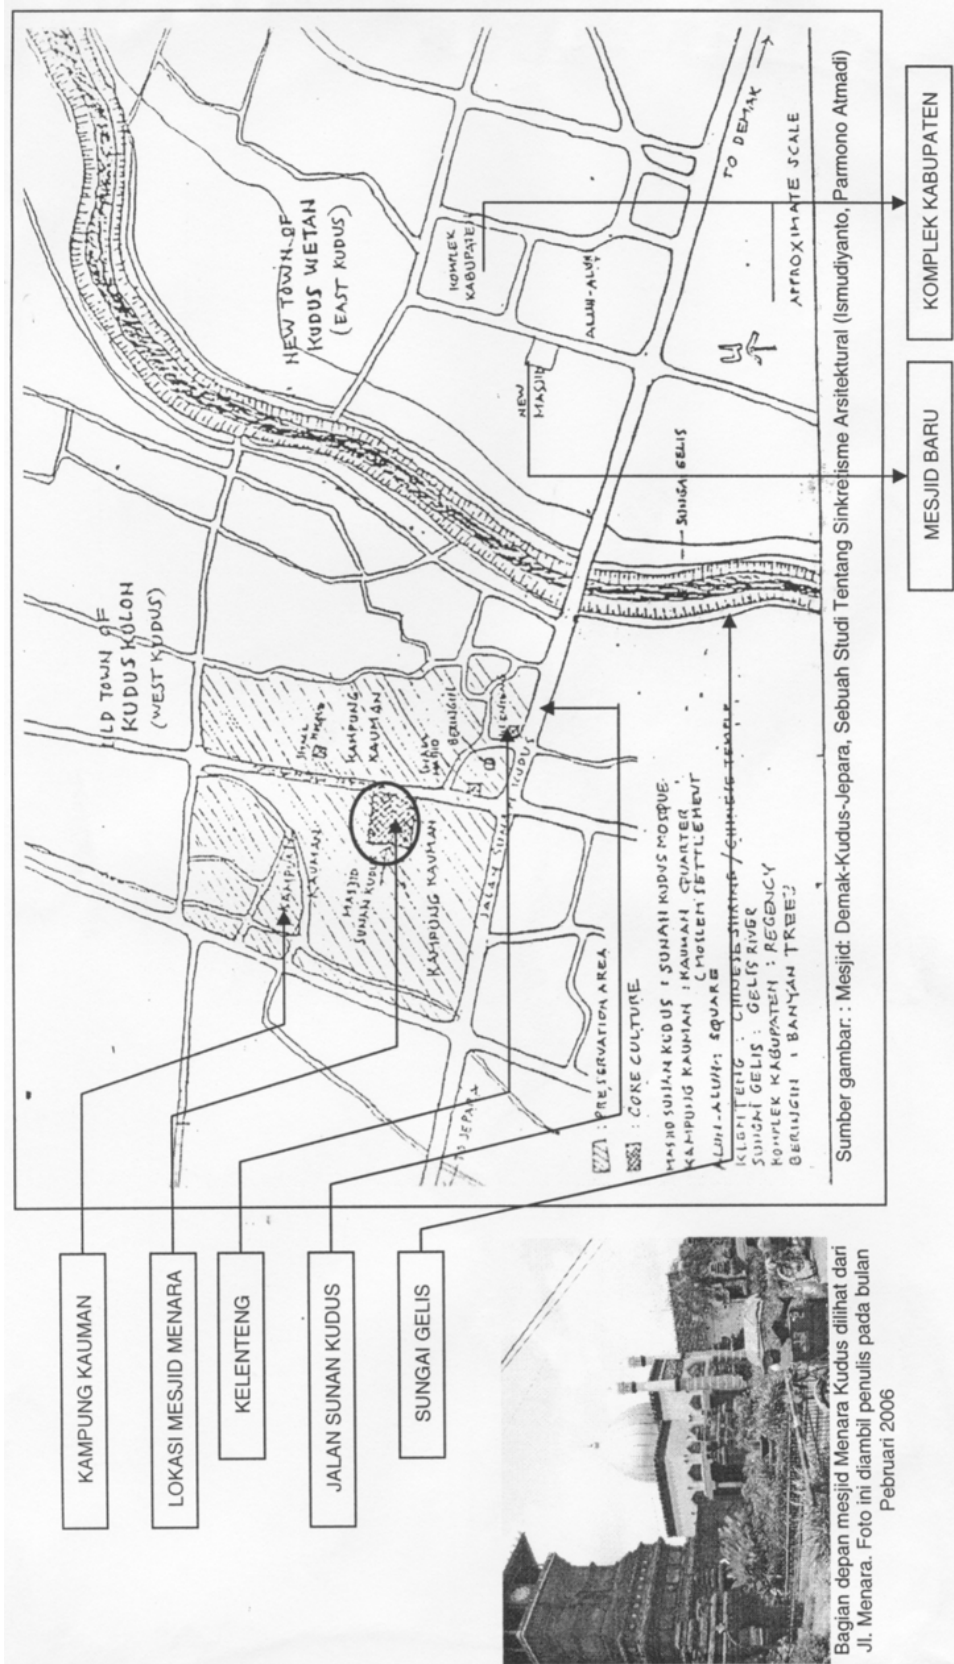 KAMPUNG KAUMAN
LOKASI MESJID MENARA
KELENTENG
JALAN SUNAN KUDUS
SUNGAI GELIS
OLD TOWN OF
KUDUS KULON
(WEST KUDUS)
NEW TOWN OF
KUDUS WETAN
(EAST KUDUS)
KOMPLEK
KABUPATEN
ALUN-ALUN
NEW
MASJID
SUNGAI GELIS
TO DEMAK
APPROXIMATE SCALE
KAMPUNG
KAUMAN
KAMPUNG
KAUMAN
MASJID
SUNAN KUDUS
KAMPUNG KAUMAN
BERINGIN
KLENTENG
JALAN SUNAN KUDUS
TO JEPARA
: PRESERVATION AREA
: CORE CULTURE
MASJID SUNAN KUDUS : SUNAN KUDUS MOSQUE
KAMPUNG KAUMAN : KAUMAN QUARTER
(MOSLEM SETTLEMENT
ALUN-ALUN : SQUARE
KLENTENG : CHINESE SHRINE / CHINESE TEMPLE
SUNGAI GELIS : GELIS RIVER
KOMPLEK KABUPATEN : REGENCY
BERINGIN : BANYAN TREES
Sumber gambar: : Mesjid: Demak-Kudus-Jepara, Sebuah Studi Tentang Sinkretisme Arsitektural (Ismudiyanto, Parmono Atmadi)
MESJID BARU
KOMPLEK KABUPATEN
Bagian depan mesjid Menara Kudus dilihat dari
Jl. Menara. Foto ini diambil penulis pada bulan
Pebruari 2006